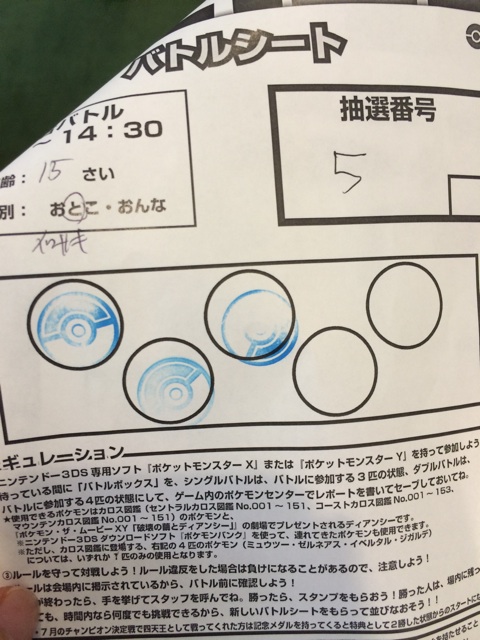 バトルシート
バトル
～14：30
齢： 15 さい
別： おとこ・おんな
抽選番号
5
ギュレーション
ニンテンドー3DS専用ソフト『ポケットモンスター X』または『ポケットモンスター Y』を持って参加しよう
待っている間に「バトルボックス」を、シングルバトルは、バトルに参加する3匹の状態、ダブルバトルは、
バトルに参加する4匹の状態にして、ゲーム内のポケモンセンターでレポートを書いてセーブしておいてね。
★使用できるポケモンはカロス図鑑（セントラルカロス図鑑No.001～151、コーストカロス図鑑No.001～153、
マウンテンカロス図鑑No.001～151）のポケモンと、
『ポケモン・ザ・ムービーXY「破壊の繭とディアンシー」』の劇場でプレゼントされるディアンシーです。
※ニンテンドー3DSダウンロードソフト『ポケモンバンク』を使って、連れてきたポケモンも使用できます。
※ただし、カロス図鑑に登場する、右記の4匹のポケモン（ミュウツー・ゼルネアス・イベルタル・ジガルデ）
については、いずれか1匹のみの使用となります。
③ルールを守って対戦しよう！ルール違反をした場合は負けになることがあるので、注意しよう！
ルールは会場内に掲示されているから、バトル前に確認しよう！
が終わったら、手を挙げてスタッフを呼んでね。勝ったら、スタンプをもらおう！勝った人は、場内に残っ
ても、時間内なら何度でも挑戦できるから、新しいバトルシートをもらって並びなおそう！！
・7月のチャンピオン決定戦で四天王として戦ってくれた方は記念メダルを持ってくると特典として2勝した状態からのスタートにな